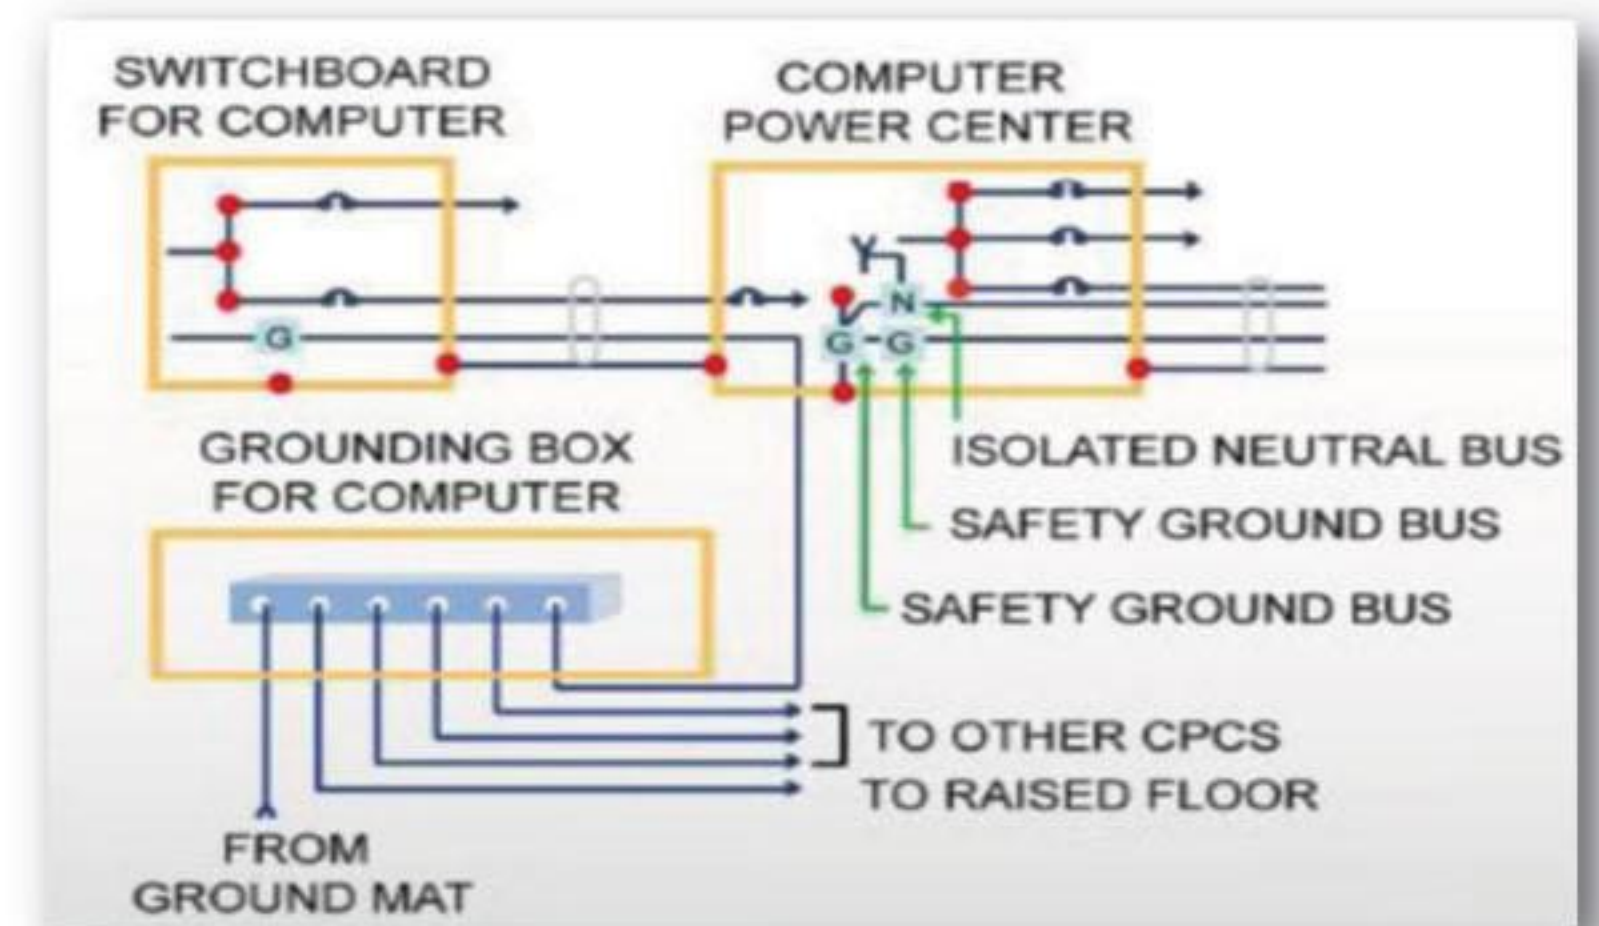 SWITCHBOARD
FOR COMPUTER
COMPUTER
POWER CENTER
G
Y
N
G
G
ISOLATED NEUTRAL BUS
GROUNDING BOX
FOR COMPUTER
SAFETY GROUND BUS
SAFETY GROUND BUS
TO OTHER CPCS
TO RAISED FLOOR
FROM
GROUND MAT